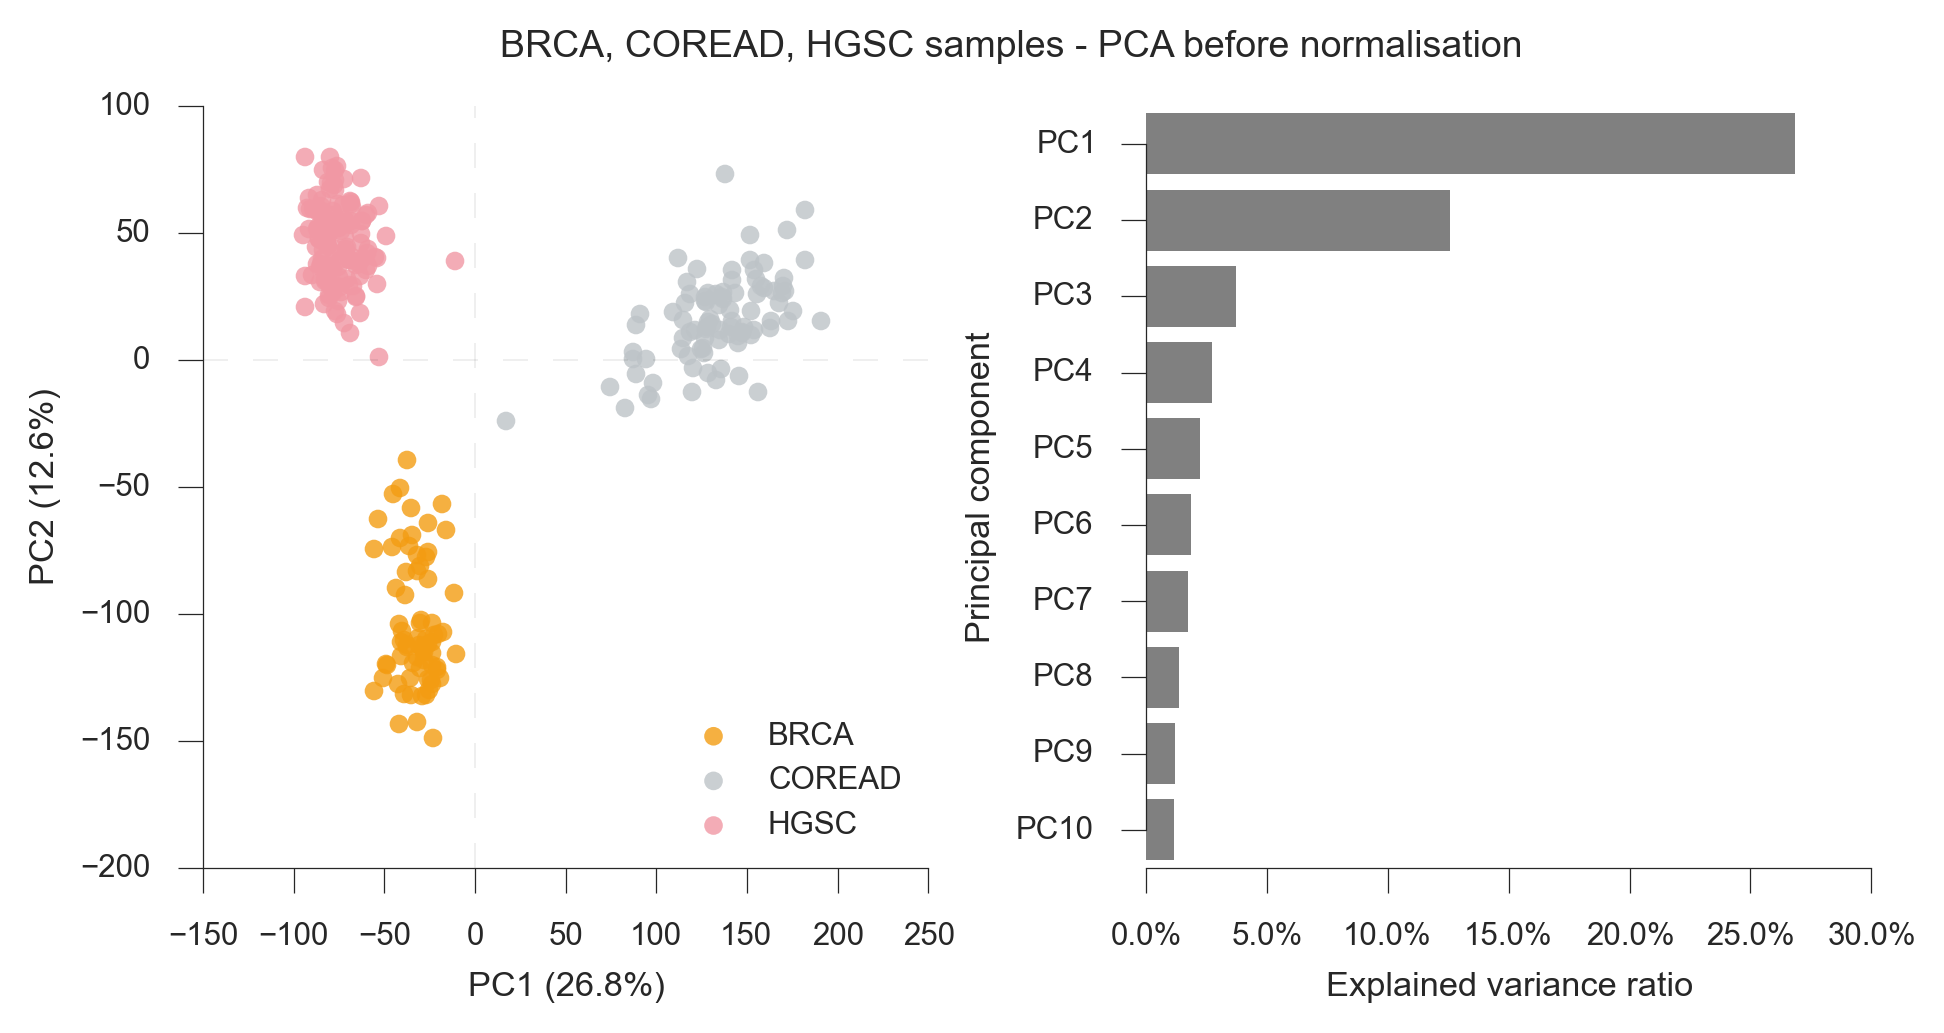 BRCA, COREAD, HGSC samples - PCA before normalisation
PC2 (12.6%)
100
50
0
−50
−100
−150
−200
−150 −100 −50 0 50 100 150 200 250
PC1 (26.8%)
BRCA
COREAD
HGSC
Principal component
PC1
PC2
PC3
PC4
PC5
PC6
PC7
PC8
PC9
PC10
0.0% 5.0% 10.0% 15.0% 20.0% 25.0% 30.0%
Explained variance ratio